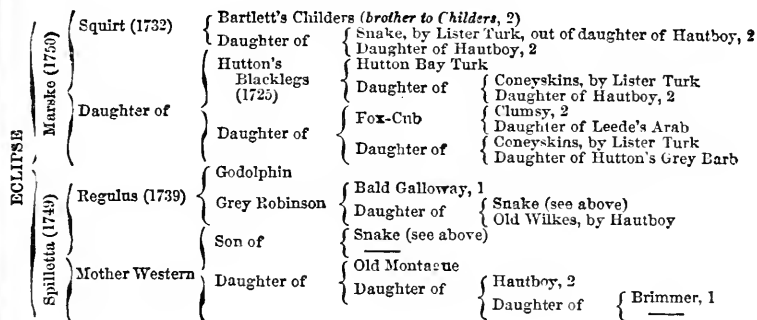 ECLIPSE
Marske (1750)
Squirt (1732)
Bartlett's Childers (brother to Childers, 2)
Daughter of
Snake, by Lister Turk, out of daughter of Hautboy, 2
Daughter of Hautboy, 2
Daughter of
Hutton's
Blacklegs
(1725)
Hutton Bay Turk
Daughter of
Coneyskins, by Lister Turk
Daughter of Hautboy, 2
Daughter of
Fox-Cub
Clumsy, 2
Daughter of Leede's Arab
Daughter of
Coneyskins, by Lister Turk
Daughter of Hutton's Grey Barb
Spilletta (1749)
Regulus (1739)
Godolphin
Grey Robinson
Bald Galloway, 1
Daughter of
Snake (see above)
Old Wilkes, by Hautboy
Mother Western
Son of
Snake (see above)
Daughter of
Old Montague
Daughter of
Hautboy, 2
Daughter of
Brimmer, 1